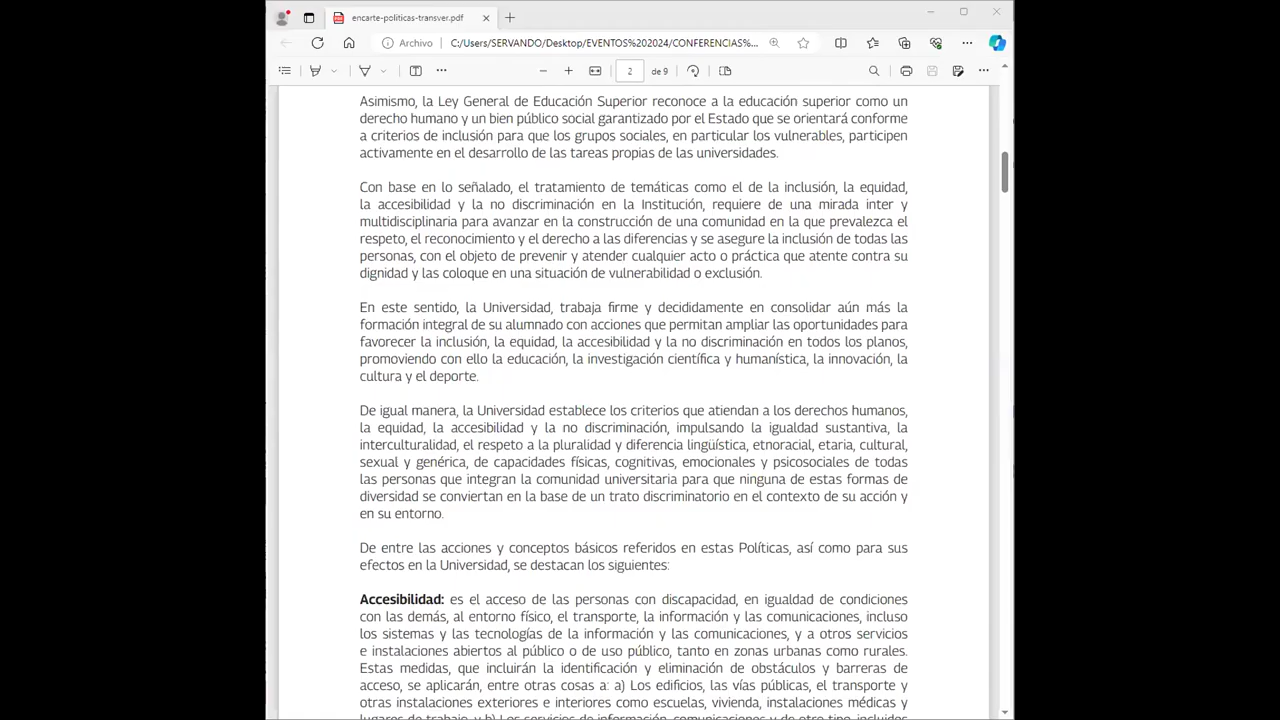 encarte-politicas-transver.pdf
Archivo
C:/Users/SERVANDO/Desktop/EVENTOS%202024/CONFERENCIAS%...
2
de 9
Asimismo, la Ley General de Educación Superior reconoce a la educación superior como un
derecho humano y un bien público social garantizado por el Estado que se orientará conforme
a criterios de inclusión para que los grupos sociales, en particular los vulnerables, participen
activamente en el desarrollo de las tareas propias de las universidades.
Con base en lo señalado, el tratamiento de temáticas como el de la inclusión, la equidad,
la accesibilidad y la no discriminación en la Institución, requiere de una mirada inter y
multidisciplinaria para avanzar en la construcción de una comunidad en la que prevalezca el
respeto, el reconocimiento y el derecho a las diferencias y se asegure la inclusión de todas las
personas, con el objeto de prevenir y atender cualquier acto o práctica que atente contra su
dignidad y las coloque en una situación de vulnerabilidad o exclusión.
En este sentido, la Universidad, trabaja firme y decididamente en consolidar aún más la
formación integral de su alumnado con acciones que permitan ampliar las oportunidades para
favorecer la inclusión, la equidad, la accesibilidad y la no discriminación en todos los planos,
promoviendo con ello la educación, la investigación científica y humanística, la innovación, la
cultura y el deporte.
De igual manera, la Universidad establece los criterios que atiendan a los derechos humanos,
la equidad, la accesibilidad y la no discriminación, impulsando la igualdad sustantiva, la
interculturalidad, el respeto a la pluralidad y diferencia lingüística, etnoracial, etaria, cultural,
sexual y genérica, de capacidades físicas, cognitivas, emocionales y psicosociales de todas
las personas que integran la comunidad universitaria para que ninguna de estas formas de
diversidad se conviertan en la base de un trato discriminatorio en el contexto de su acción y
en su entorno.
De entre las acciones y conceptos básicos referidos en estas Políticas, así como para sus
efectos en la Universidad, se destacan los siguientes:
Accesibilidad: es el acceso de las personas con discapacidad, en igualdad de condiciones
con las demás, al entorno físico, el transporte, la información y las comunicaciones, incluso
los sistemas y las tecnologías de la información y las comunicaciones, y a otros servicios
e instalaciones abiertos al público o de uso público, tanto en zonas urbanas como rurales.
Estas medidas, que incluirán la identificación y eliminación de obstáculos y barreras de
acceso, se aplicarán, entre otras cosas a: a) Los edificios, las vías públicas, el transporte y
otras instalaciones exteriores e interiores como escuelas, vivienda, instalaciones médicas y
lugares de trabajo, y b) Los servicios de información, comunicaciones y de otro tipo, incluidos